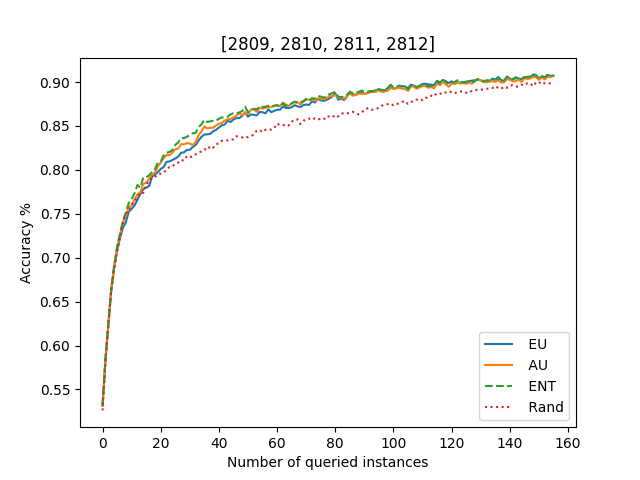 [2809, 2810, 2811, 2812]
Accuracy %
0.90
0.85
0.80
0.75
0.70
0.65
0.60
0.55
EU
AU
ENT
Rand
0 20 40 60 80 100 120 140 160
Number of queried instances